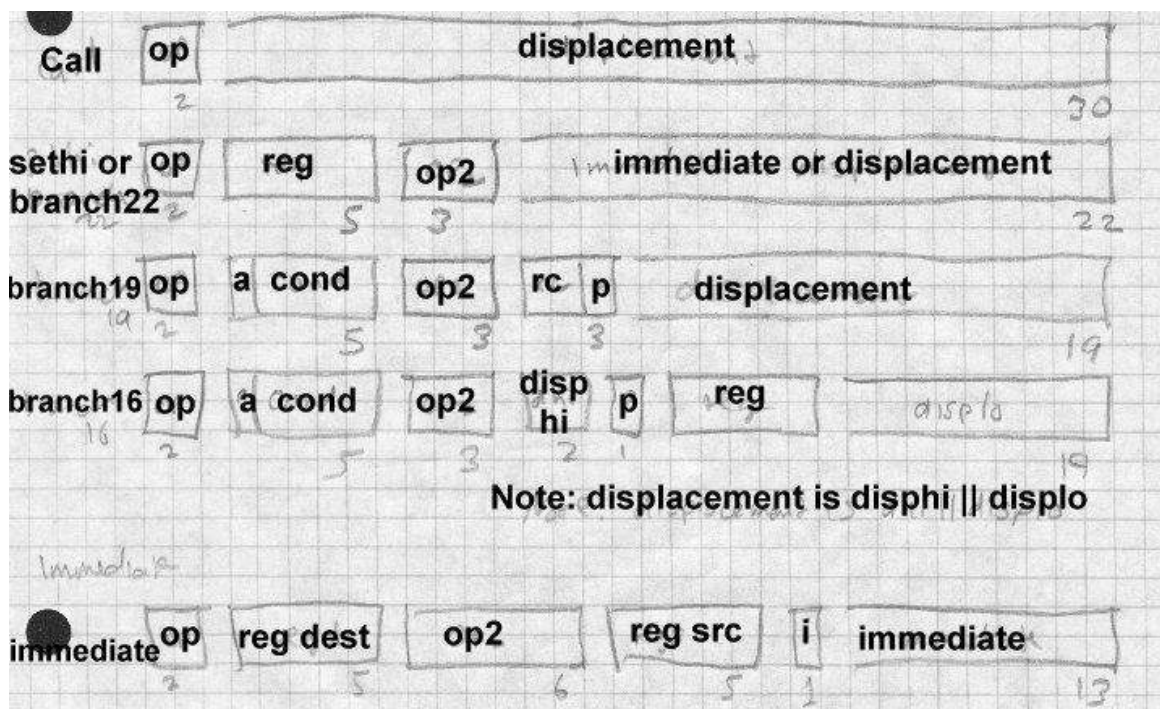 Call op displacement
2 30
sethi or op reg op2 immediate or displacement
branch22
22 2 5 3 22
branch19 op a cond op2 rc p displacement
19 2 5 3 3 19
branch16 op a cond op2 disp hi p reg displo
16 2 5 3 2 1 19
Note: displacement is disphi || displo
Immediate
immediate op reg dest op2 reg src i immediate
2 5 6 5 1 13